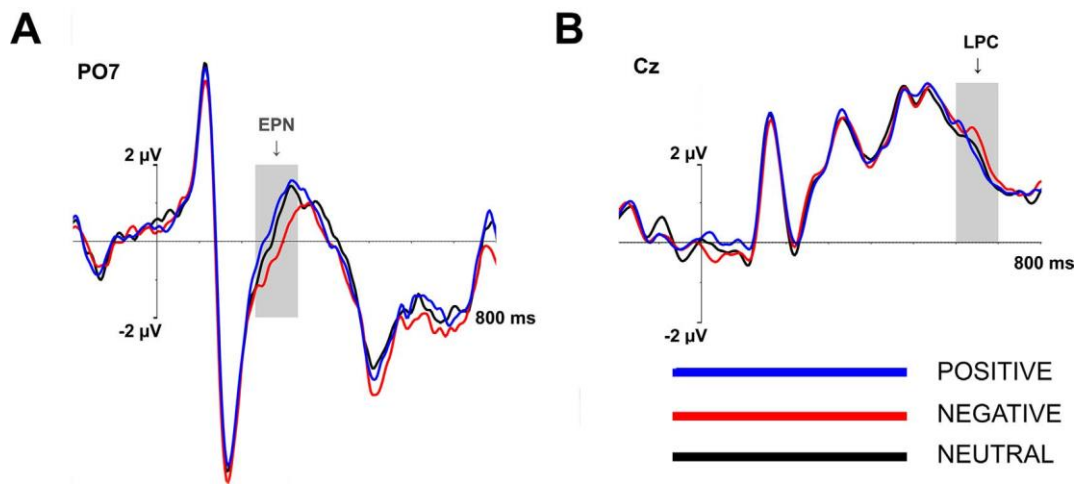 A
PO7
EPN
↓
2 µV
-2 µV
800 ms
B
Cz
LPC
↓
2 µV
-2 µV
800 ms
POSITIVE
NEGATIVE
NEUTRAL